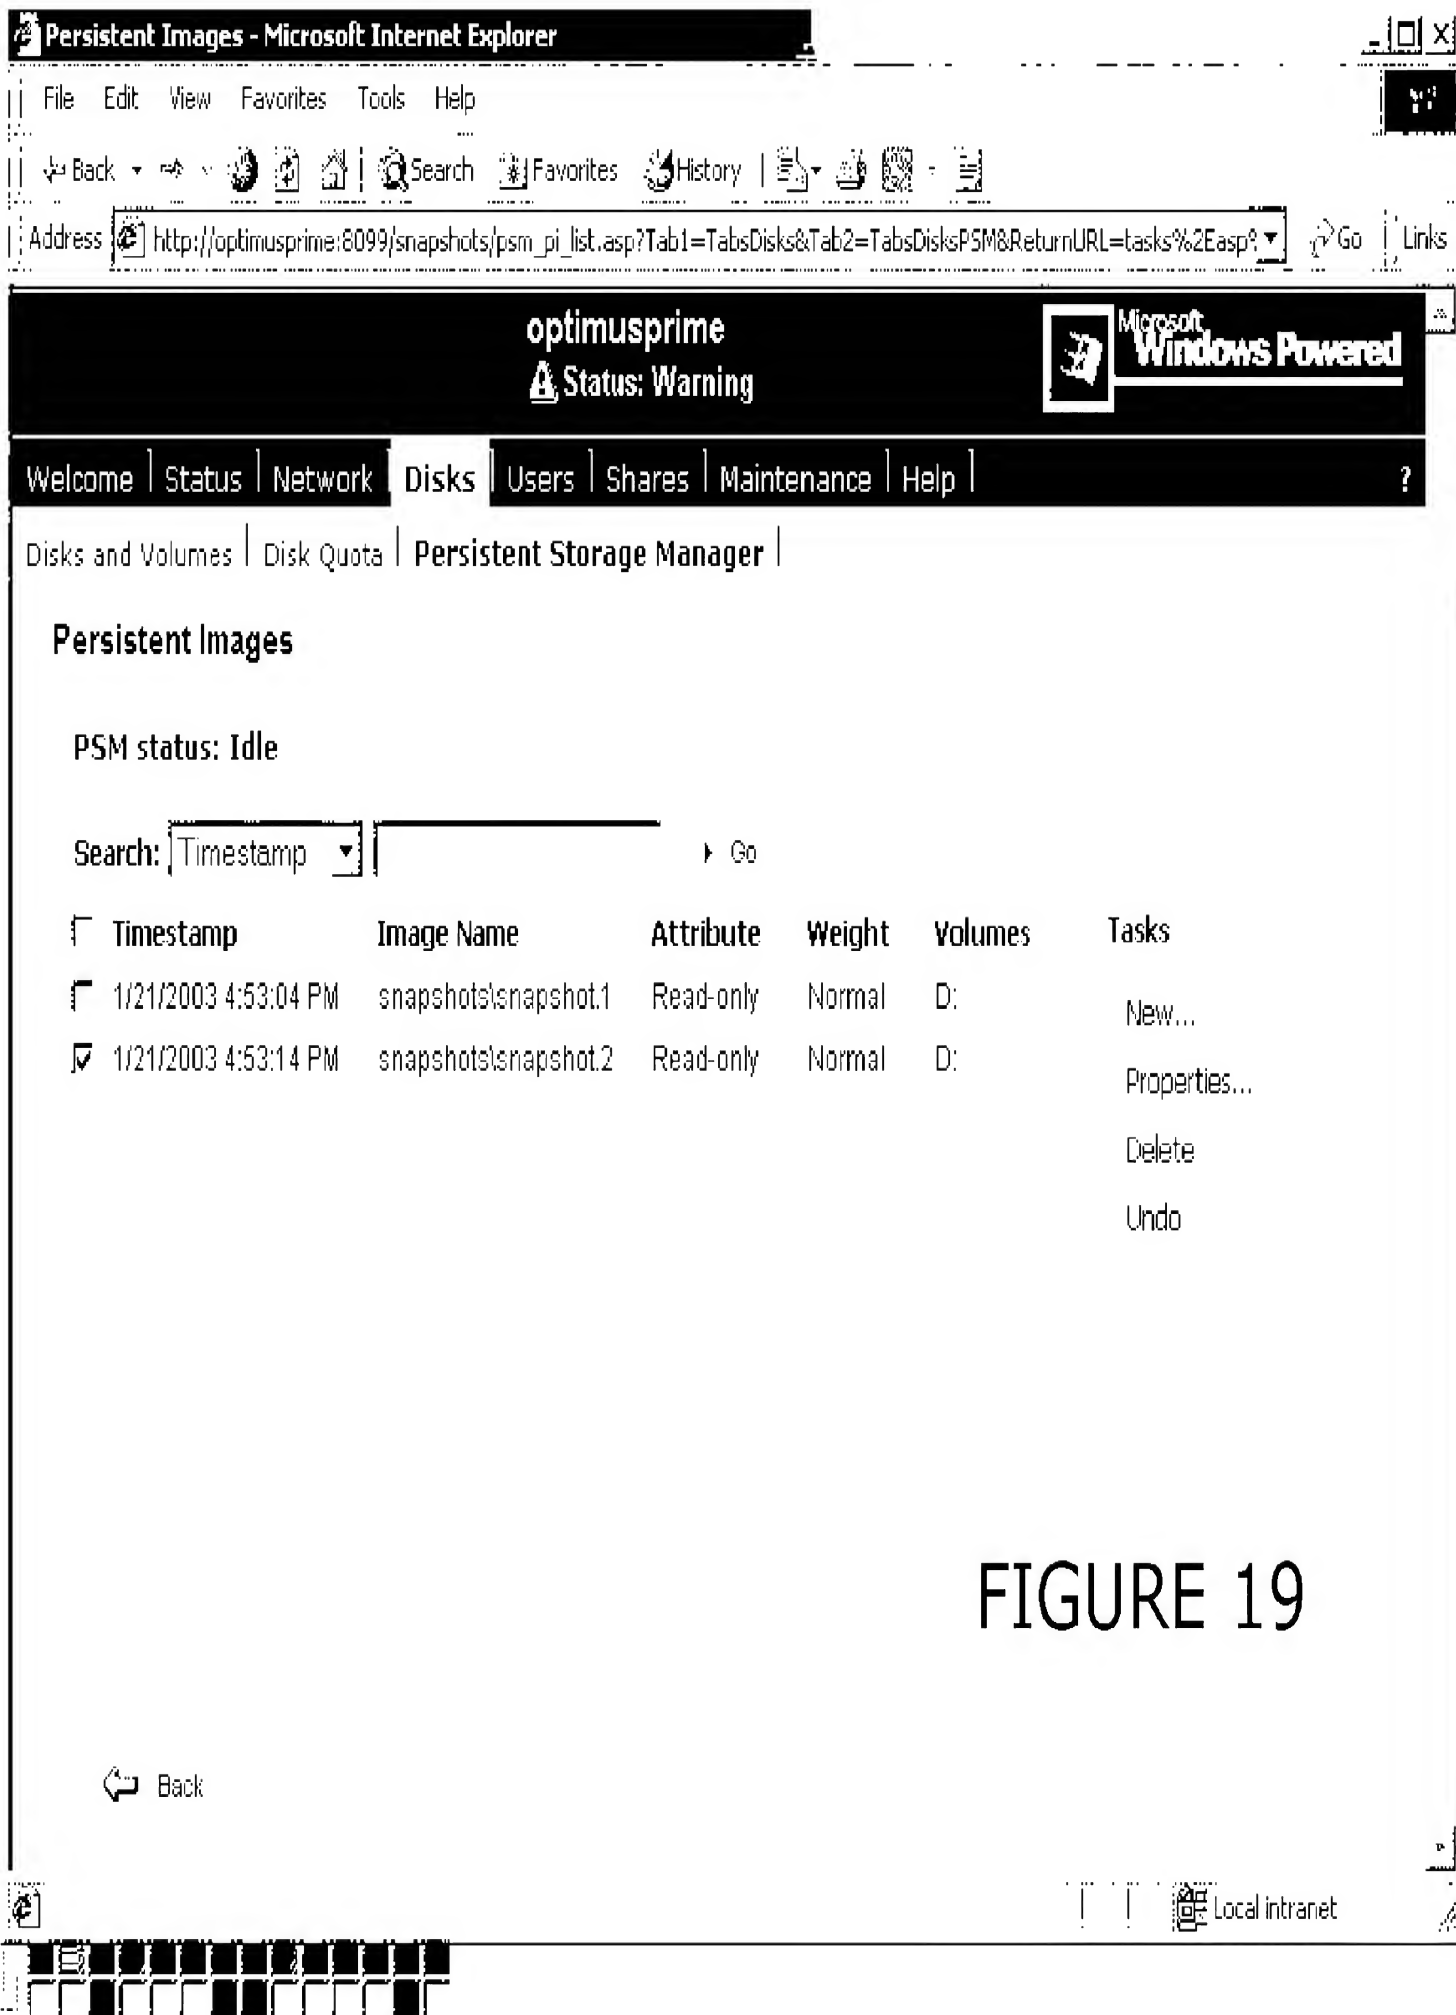 Persistent Images - Microsoft Internet Explorer
File Edit View Favorites Tools Help
Back Search Favorites History
Address http://optimusprime:8099/snapshots/psm_pi_list.asp?Tab1=TabsDisks&Tab2=TabsDisksPSM&ReturnURL=tasks%2Easp% Go Links
optimusprime
Status: Warning
Microsoft
Windows Powered
Welcome Status Network Disks Users Shares Maintenance Help ?
Disks and Volumes Disk Quota Persistent Storage Manager
Persistent Images
PSM status: Idle
Search: Timestamp Go
Timestamp Image Name Attribute Weight Volumes Tasks
1/21/2003 4:53:04 PM snapshots\snapshot.1 Read-only Normal D:
New...
1/21/2003 4:53:14 PM snapshots\snapshot.2 Read-only Normal D:
Properties...
Delete
Undo
FIGURE 19
Back
Local intranet